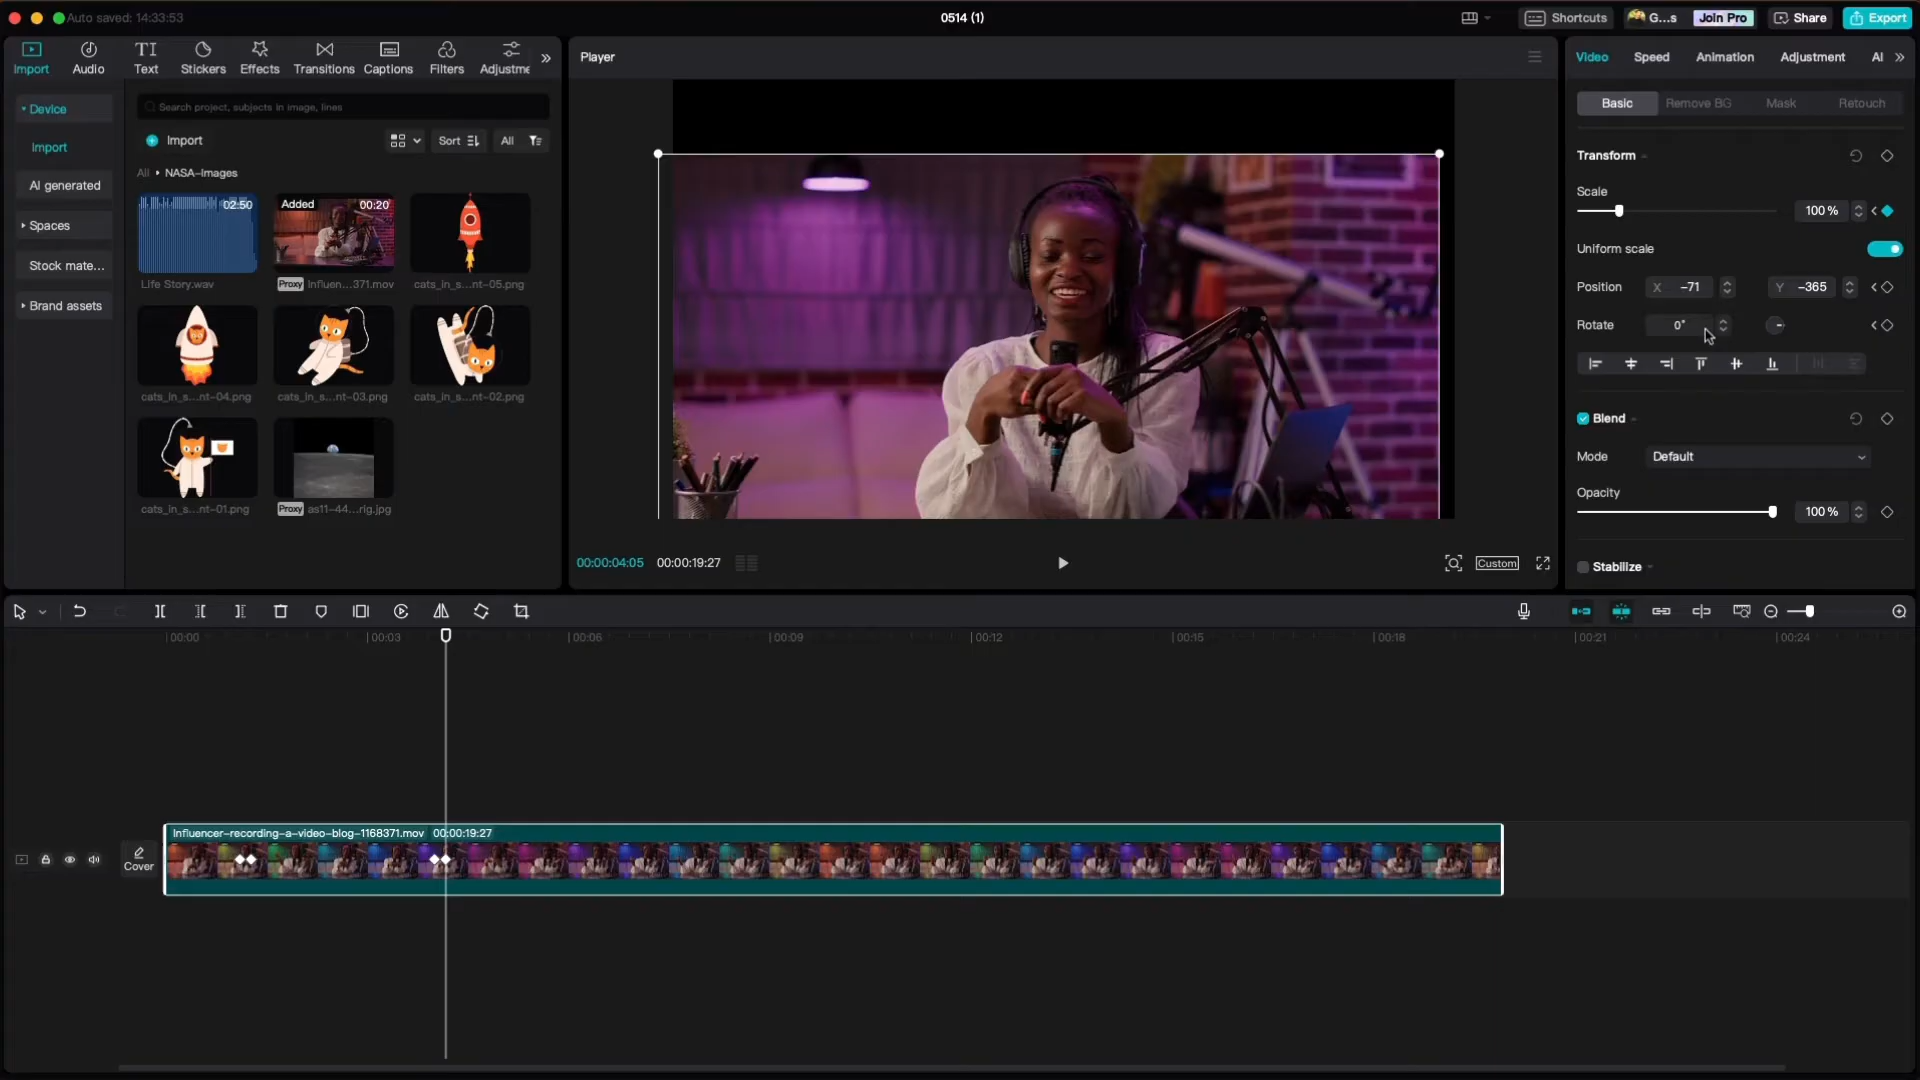 Auto saved: 14:33:53
0514 (1)
Shortcuts
G...s
Join Pro
Share
Export
Import
Audio
Text
Stickers
Effects
Transitions
Captions
Filters
Adjustme
Device
Import
AI generated
Spaces
Stock mate...
Brand assets
Search project, subjects in image, lines
Import
Sort
All
All
NASA-Images
02:50
Life Story.wav
Added
00:20
Proxy
Influen...371.mov
cats_in_s...nt-05.png
cats_in_s...nt-04.png
cats_in_s...nt-03.png
cats_in_s...nt-02.png
cats_in_s...nt-01.png
Proxy
as11-44...rig.jpg
Player
00:00:04:05
00:00:19:27
Custom
Video
Speed
Animation
Adjustment
AI
Basic
Remove BG
Mask
Retouch
Transform
Scale
100%
Uniform scale
Position
X -71
Y -365
Rotate
0°
Blend
Mode
Default
Opacity
100%
Stabilize
00:00
00:03
00:06
00:09
00:12
00:15
00:18
00:21
00:24
Cover
Influencer-recording-a-video-blog-1168371.mov 00:00:19:27